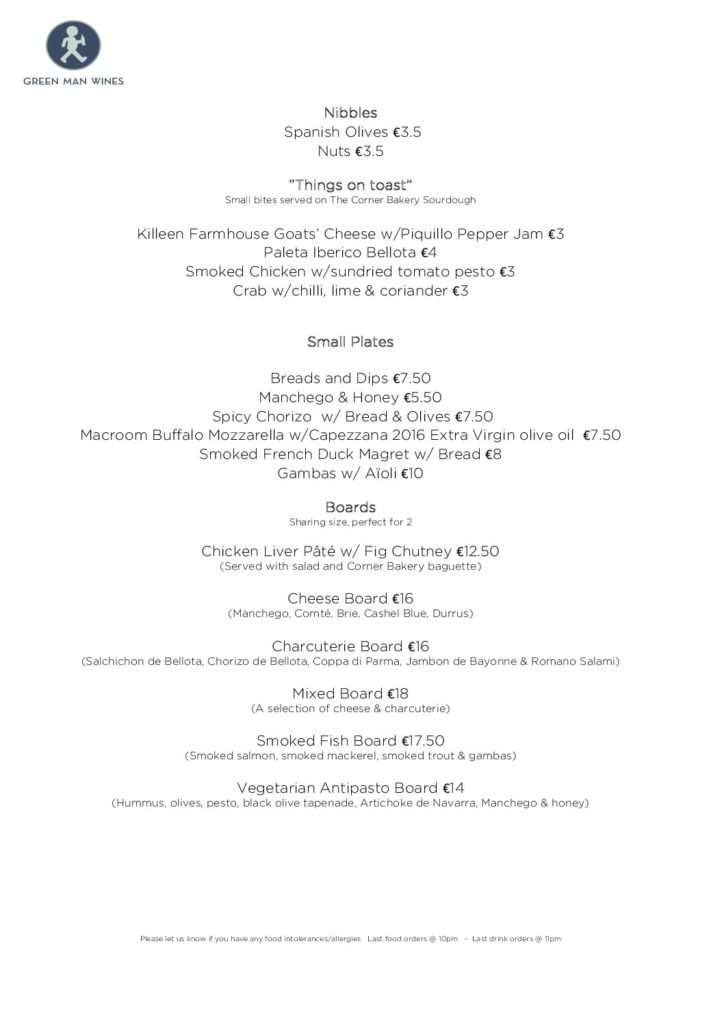 GREEN MAN WINES
Nibbles
Spanish Olives €3.5
Nuts €3.5
"Things on toast"
Small bites served on The Corner Bakery Sourdough
Killeen Farmhouse Goats' Cheese w/Piquillo Pepper Jam €3
Paleta Iberico Bellota €4
Smoked Chicken w/sundried tomato pesto €3
Crab w/chilli, lime & coriander €3
Small Plates
Breads and Dips €7.50
Manchego & Honey €5.50
Spicy Chorizo  w/ Bread & Olives €7.50
Macroom Buffalo Mozzarella w/Capezzana 2016 Extra Virgin olive oil  €7.50
Smoked French Duck Magret w/ Bread €8
Gambas w/ Aïoli €10
Boards
Sharing size, perfect for 2
Chicken Liver Pâté w/ Fig Chutney €12.50
(Served with salad and Corner Bakery baguette)
Cheese Board €16
(Manchego, Comté, Brie, Cashel Blue, Durrus)
Charcuterie Board €16
(Salchichon de Bellota, Chorizo de Bellota, Coppa di Parma, Jambon de Bayonne & Romano Salami)
Mixed Board €18
(A selection of cheese & charcuterie)
Smoked Fish Board €17.50
(Smoked salmon, smoked mackerel, smoked trout & gambas)
Vegetarian Antipasto Board €14
(Hummus, olives, pesto, black olive tapenade, Artichoke de Navarra, Manchego & honey)
Please let us know if you have any food intolerances/allergies   Last food orders @ 10pm  -  Last drink orders @ 11pm